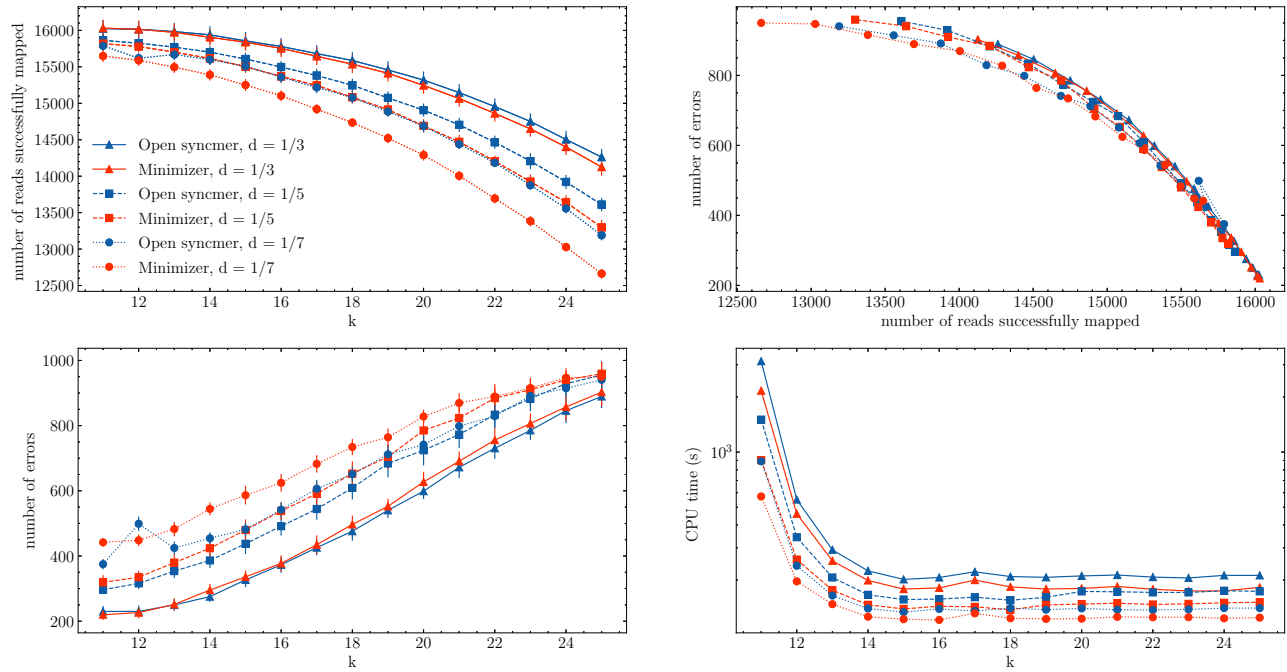 16000
15500
15000
14500
14000
13500
13000
12500
number of reads successfully mapped
Open syncmer, d = 1/3
Minimizer, d = 1/3
Open syncmer, d = 1/5
Minimizer, d = 1/5
Open syncmer, d = 1/7
Minimizer, d = 1/7
12 14 16 18 20 22 24
k
800
600
400
200
number of errors
12500 13000 13500 14000 14500 15000 15500 16000
number of reads successfully mapped
1000
800
600
400
200
number of errors
12 14 16 18 20 22 24
k
10³
CPU time (s)
12 14 16 18 20 22 24
k